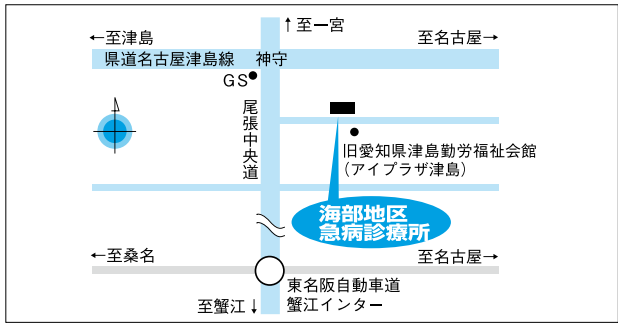 ↑至一宮
←至津島
至名古屋→
県道名古屋津島線 神守
GS
尾張中央道
旧愛知県津島勤労福祉会館
(アイプラザ津島)
海部地区
急病診療所
←至桑名
至名古屋→
東名阪自動車道
蟹江インター
至蟹江↓